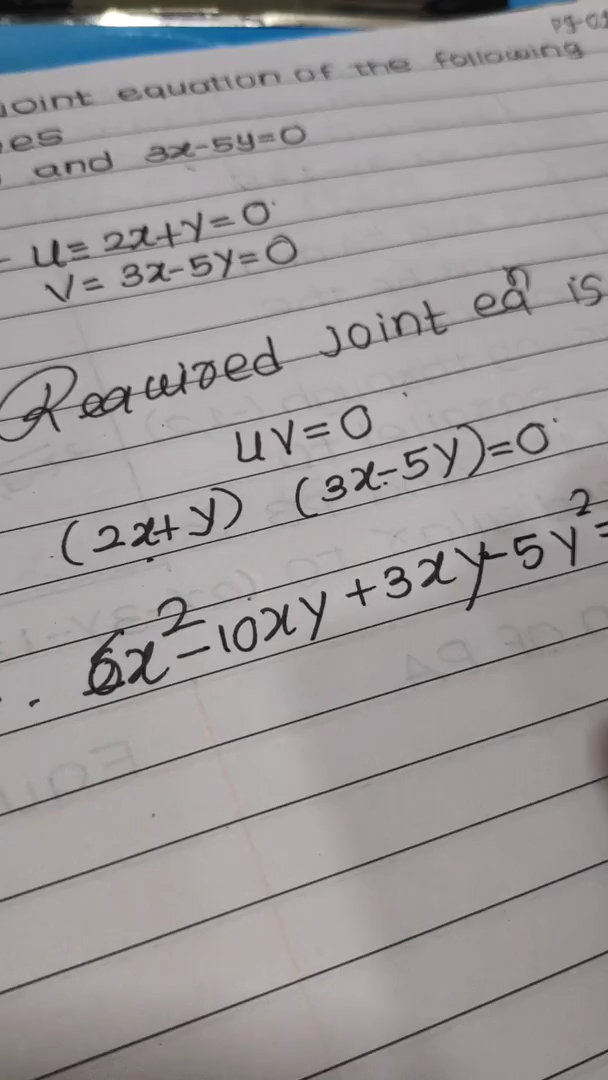 pg-01
joint equation of the following
es
and 3x-5y=0
- u≡ 2x+y=0
v= 3x-5y=0
Required joint eqⁿ is
uv=0
(2x+y) (3x-5y)=0
∴ 6x²-10xy+3xy-5y²=